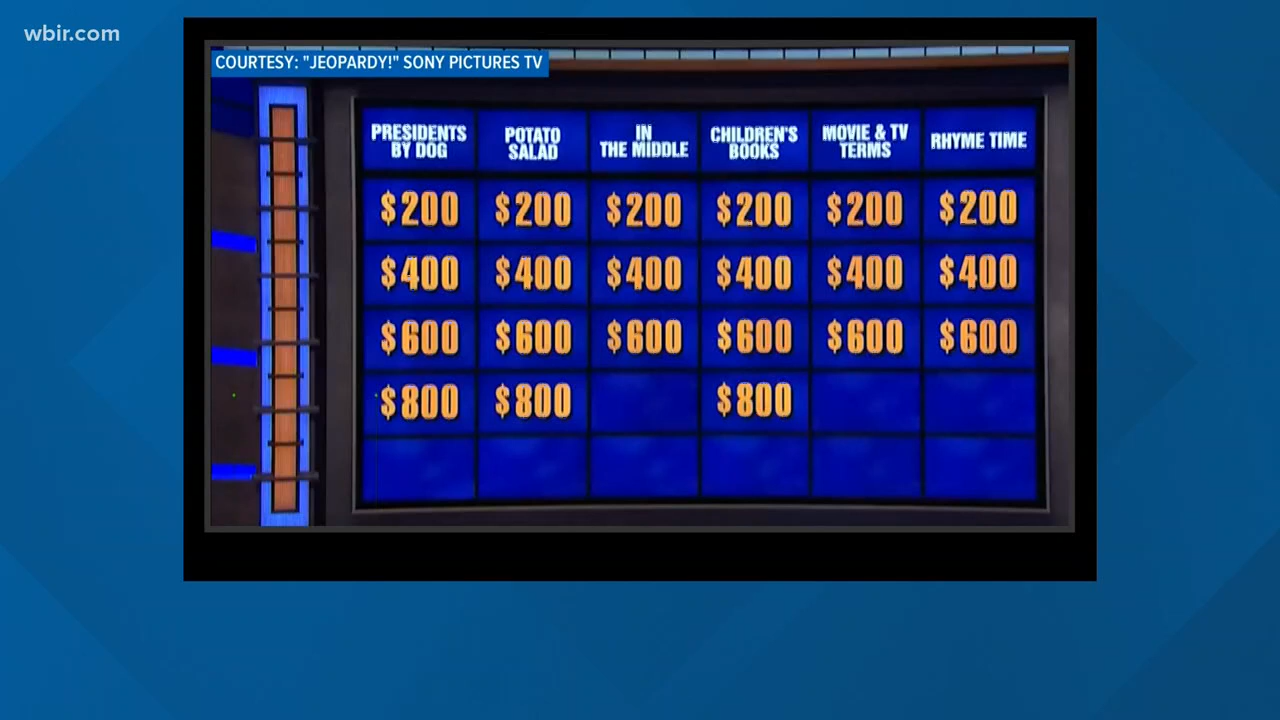 wbir.com
COURTESY: "JEOPARDY!" SONY PICTURES TV
PRESIDENTS
BY DOG
POTATO
SALAD
IN
THE MIDDLE
CHILDREN'S
BOOKS
MOVIE & TV
TERMS
RHYME TIME
$200 $200 $200 $200 $200 $200
$400 $400 $400 $400 $400 $400
$600 $600 $600 $600 $600 $600
$800 $800 $800